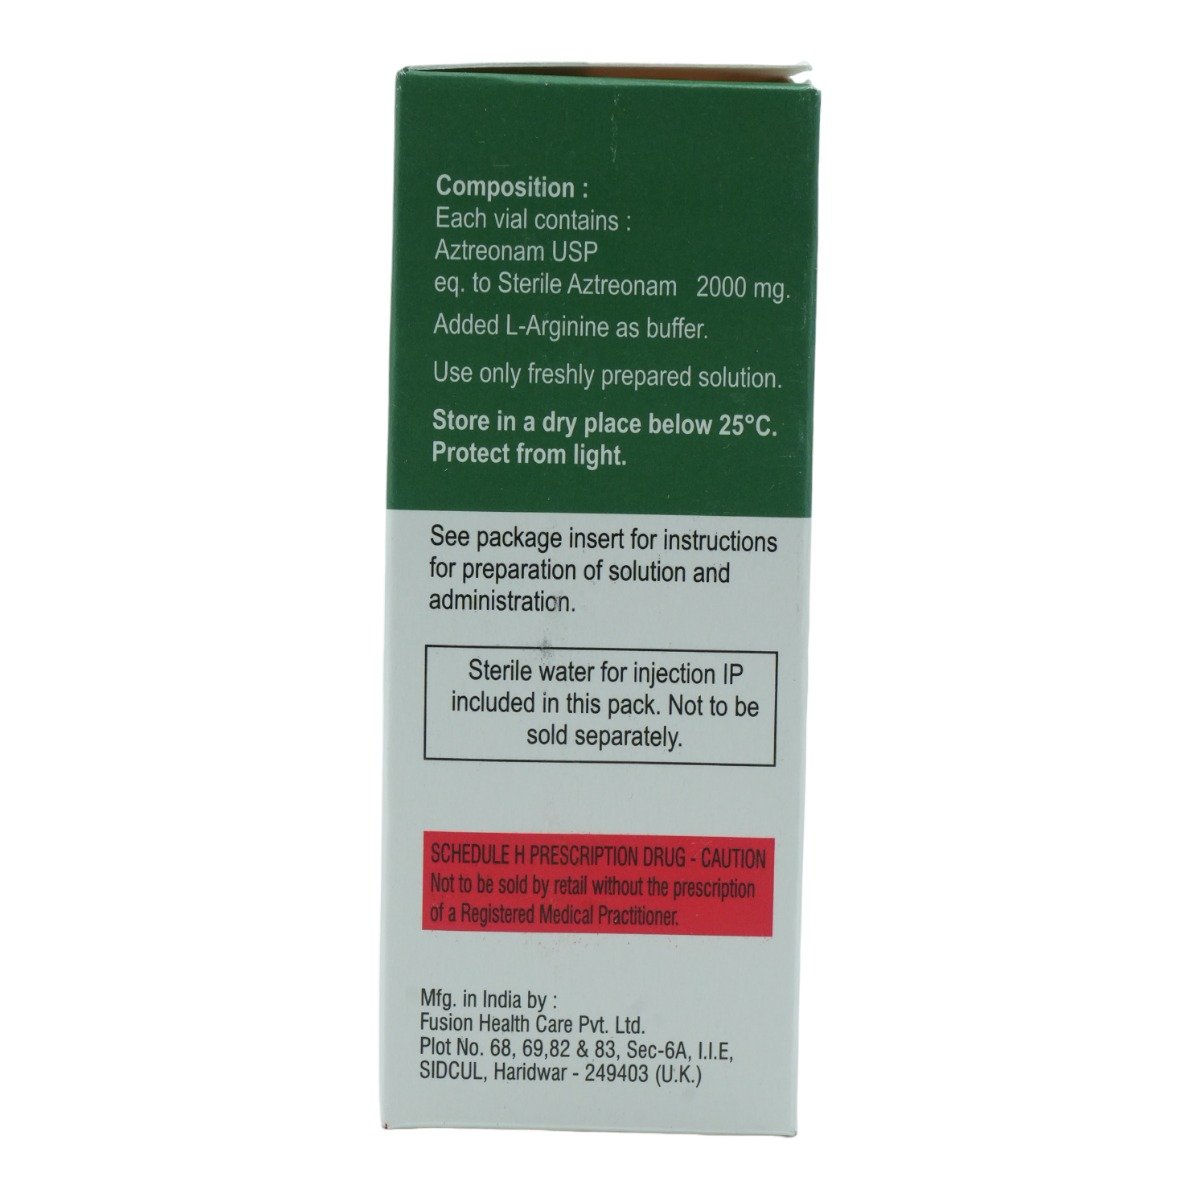 Composition :
Each vial contains :
Aztreonam USP
eq. to Sterile Aztreonam 2000 mg.
Added L-Arginine as buffer.
Use only freshly prepared solution.
Store in a dry place below 25°C.
Protect from light.
See package insert for instructions
for preparation of solution and
administration.
Sterile water for injection IP
included in this pack. Not to be
sold separately.
SCHEDULE H PRESCRIPTION DRUG - CAUTION
Not to be sold by retail without the prescription
of a Registered Medical Practitioner.
Mfg. in India by :
Fusion Health Care Pvt. Ltd.
Plot No. 68, 69,82 & 83, Sec-6A, I.I.E,
SIDCUL, Haridwar - 249403 (U.K.)